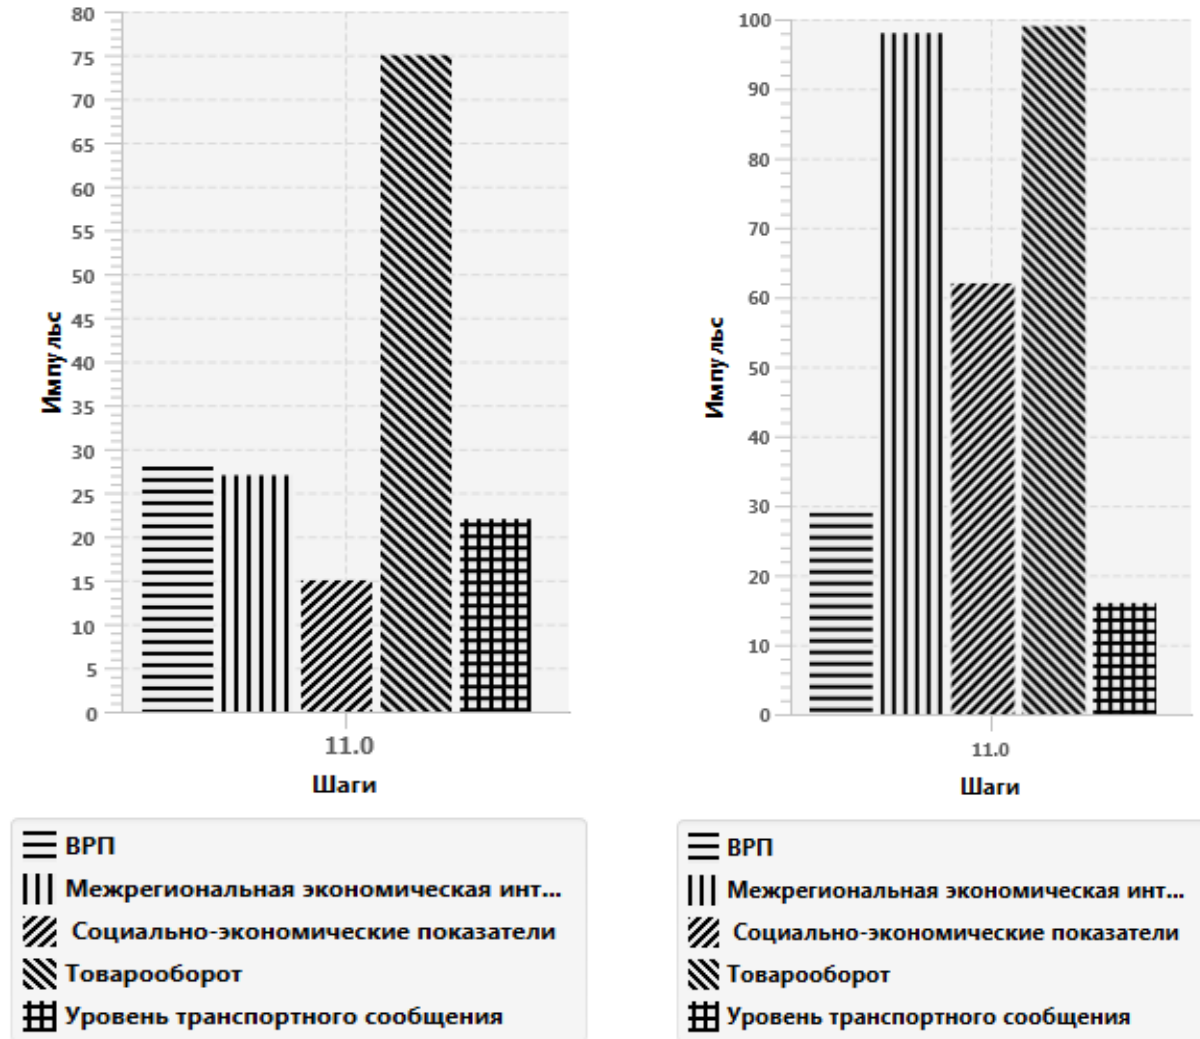 80
75
70
65
60
55
50
45
40
35
30
25
20
15
10
5
0
Импульс
11.0
Шаги
ВРП
Межрегиональная экономическая инт...
Социально-экономические показатели
Товарооборот
Уровень транспортного сообщения
100
90
80
70
60
50
40
30
20
10
0
Импульс
11.0
Шаги
ВРП
Межрегиональная экономическая инт...
Социально-экономические показатели
Товарооборот
Уровень транспортного сообщения